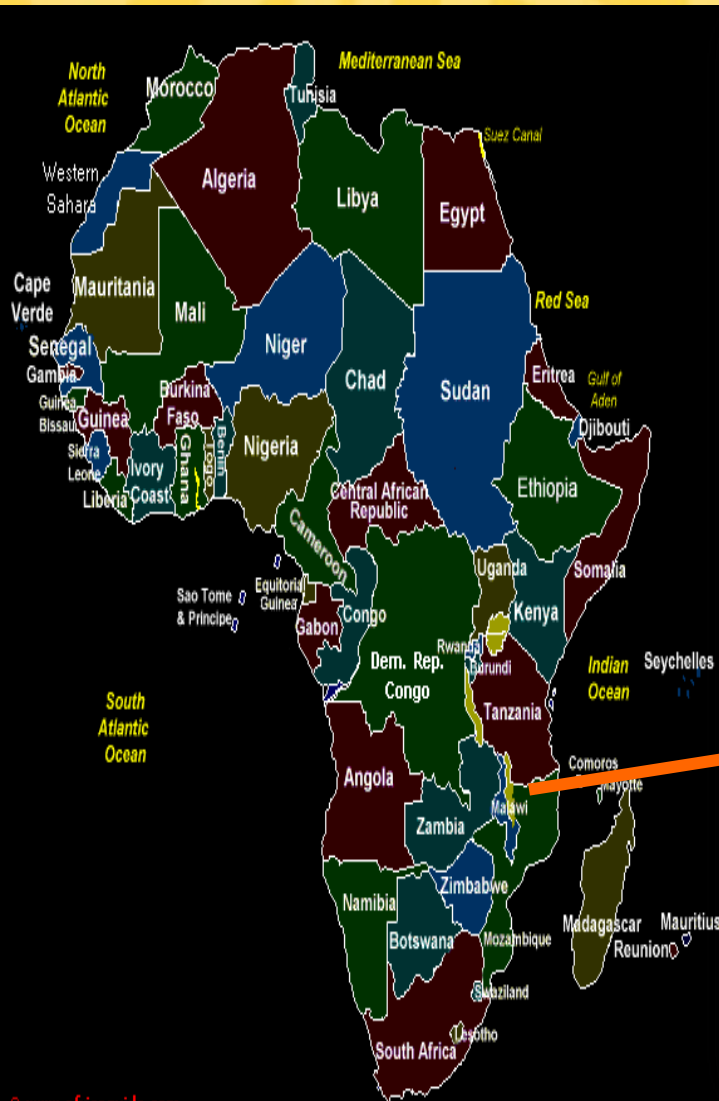 Mediterranean Sea
North
Atlantic
Ocean
Morocco
Tunisia
Suez Canal
Western
Sahara
Algeria
Libya
Egypt
Cape
Verde
Mauritania
Mali
Niger
Chad
Sudan
Red Sea
Senegal
Gambia
Guinea
Bissau
Guinea
Burkina
Faso
Eritrea
Gulf of
Aden
Djibouti
Sierra
Leone
Liberia
Ivory
Coast
Ghana
Togo
Benin
Nigeria
Central African
Republic
Ethiopia
Cameroon
Somalia
Uganda
Kenya
Equitorial
Guinea
Sao Tome
& Principe
Gabon
Congo
Dem. Rep.
Congo
Rwanda
Burundi
Indian
Ocean
Seychelles
Tanzania
South
Atlantic
Ocean
Angola
Comoros
Mayotte
Malawi
Zambia
Zimbabwe
Namibia
Botswana
Mozambique
Madagascar
Mauritius
Reunion
Swaziland
Lesotho
South Africa